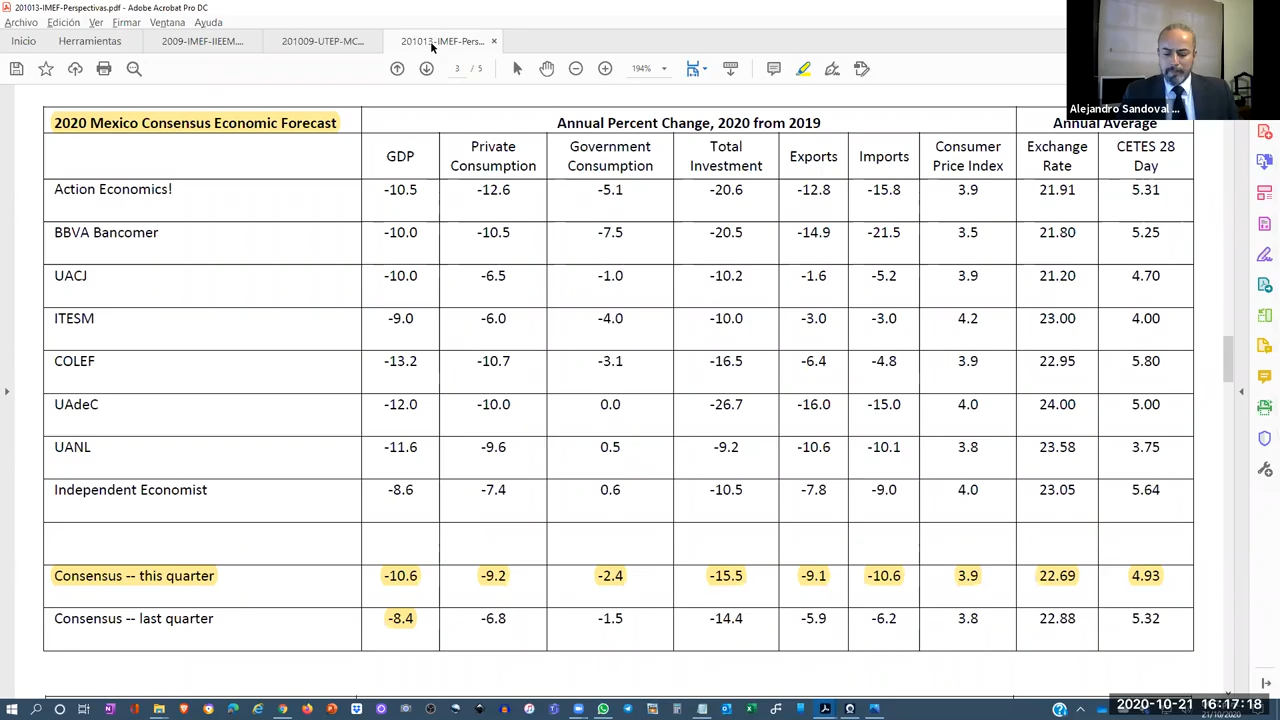 201013-IMEF-Perspectivas.pdf - Adobe Acrobat Pro DC
Archivo Edición Ver Firmar Ventana Ayuda
Inicio Herramientas 2009-IMEF-IIEEM.... 201009-UTEP-MC... 201013-IMEF-Pers... ×
3 / 5 194%
Alejandro Sandoval ...
2020 Mexico Consensus Economic Forecast Annual Percent Change, 2020 from 2019 Annual Average
GDP Private Consumption Government Consumption Total Investment Exports Imports Consumer Price Index Exchange Rate CETES 28 Day
Action Economics! -10.5 -12.6 -5.1 -20.6 -12.8 -15.8 3.9 21.91 5.31
BBVA Bancomer -10.0 -10.5 -7.5 -20.5 -14.9 -21.5 3.5 21.80 5.25
UACJ -10.0 -6.5 -1.0 -10.2 -1.6 -5.2 3.9 21.20 4.70
ITESM -9.0 -6.0 -4.0 -10.0 -3.0 -3.0 4.2 23.00 4.00
COLEF -13.2 -10.7 -3.1 -16.5 -6.4 -4.8 3.9 22.95 5.80
UAdeC -12.0 -10.0 0.0 -26.7 -16.0 -15.0 4.0 24.00 5.00
UANL -11.6 -9.6 0.5 -9.2 -10.6 -10.1 3.8 23.58 3.75
Independent Economist -8.6 -7.4 0.6 -10.5 -7.8 -9.0 4.0 23.05 5.64
Consensus -- this quarter -10.6 -9.2 -2.4 -15.5 -9.1 -10.6 3.9 22.69 4.93
Consensus -- last quarter -8.4 -6.8 -1.5 -14.4 -5.9 -6.2 3.8 22.88 5.32
2020-10-21 16:17:18
21/10/2020